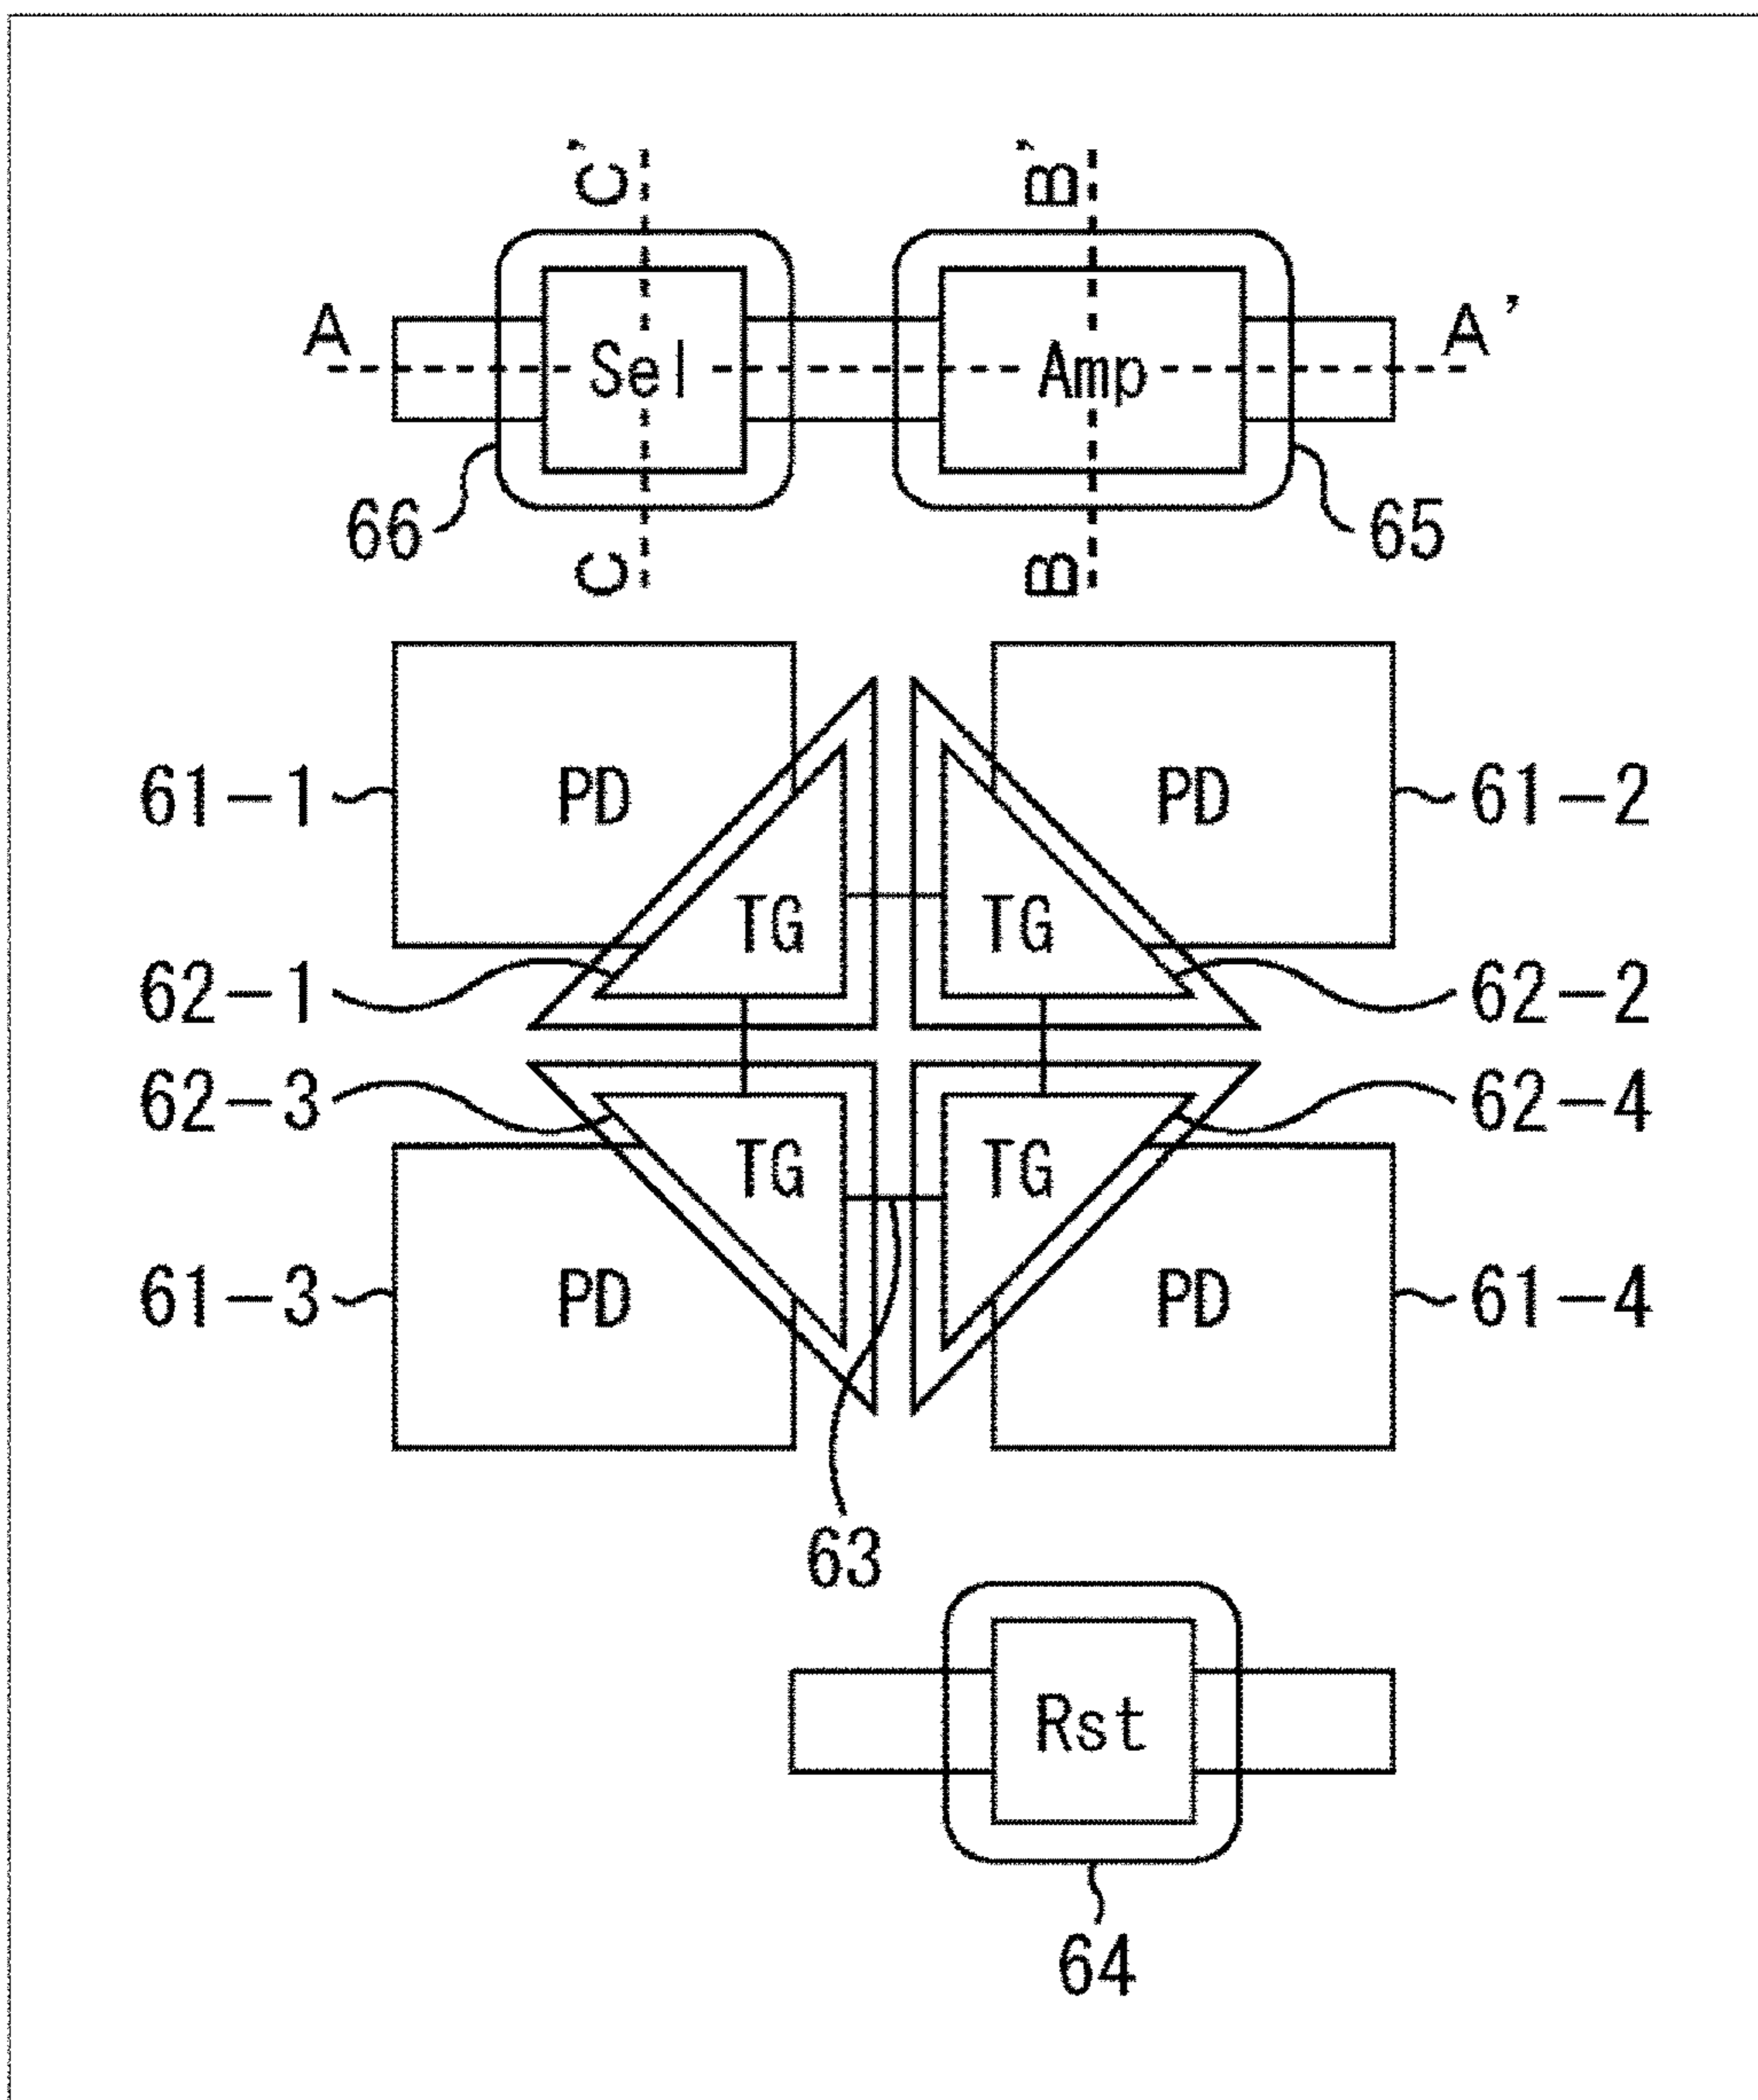 C' B'
A Sel Amp A'
66 65
C B
61-1 PD PD 61-2
TG TG
62-1 62-2
62-3 62-4
TG TG
61-3 PD PD 61-4
63
Rst
64